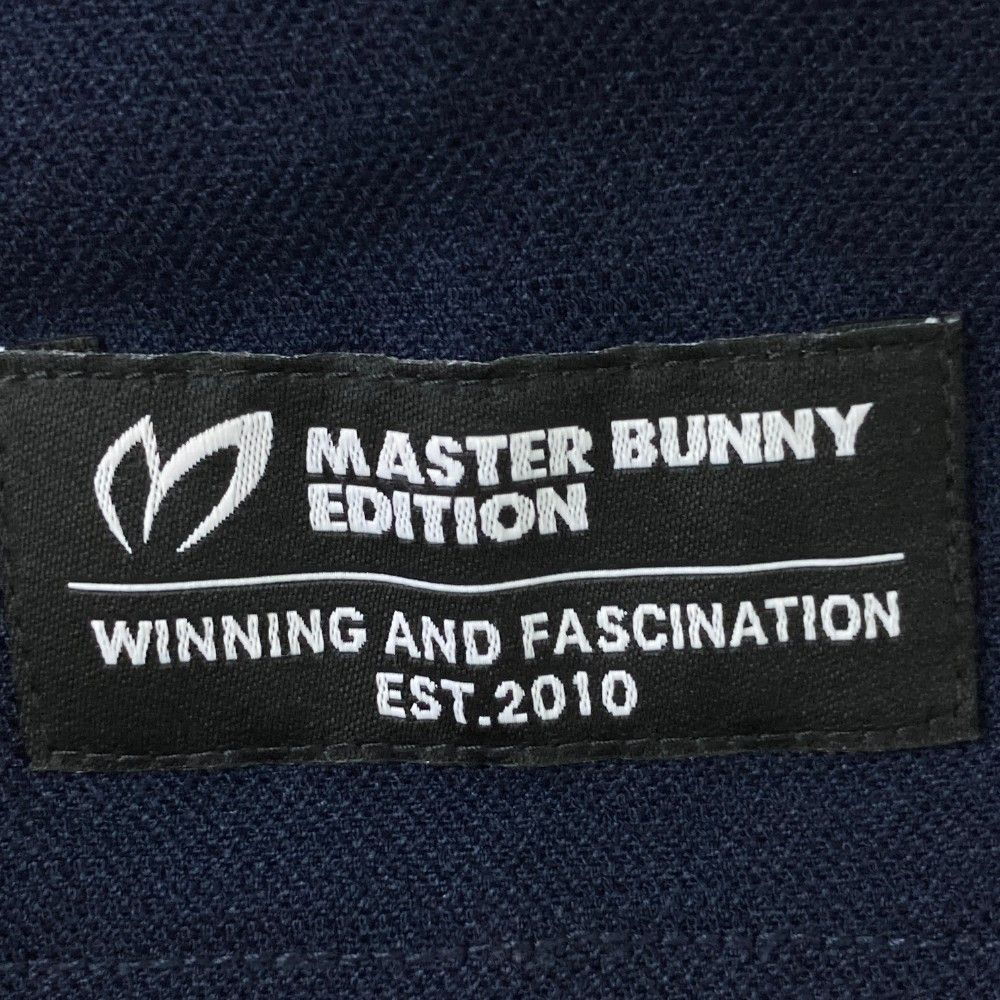 MASTER BUNNY
EDITION
WINNING AND FASCINATION
EST.2010